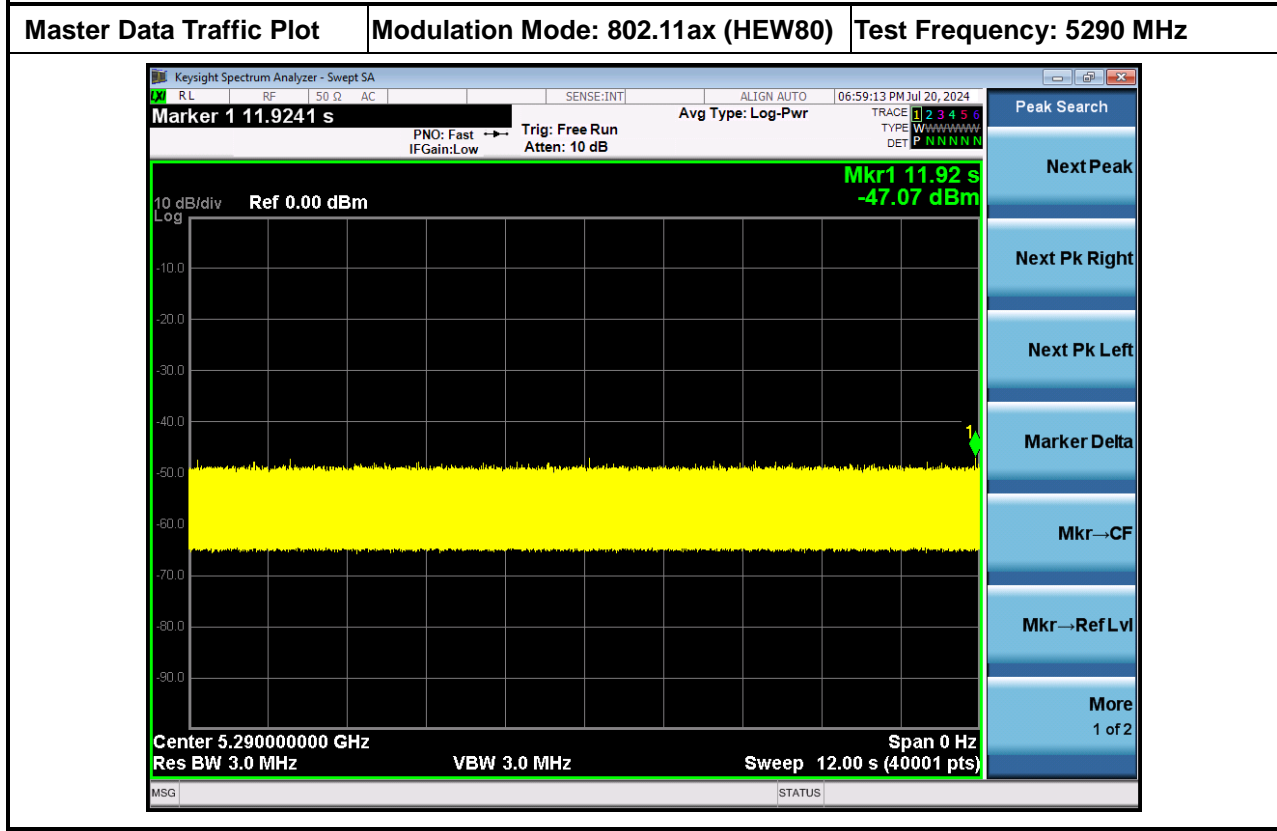 Master Data Traffic Plot Modulation Mode: 802.11ax (HEW80) Test Frequency: 5290 MHz
Keysight Spectrum Analyzer - Swept SA
LXI RL RF 50 Ω AC SENSE:INT ALIGN AUTO 06:59:13 PM Jul 20, 2024
Marker 1 11.9241 s
PNO: Fast Trig: Free Run
IFGain:Low Atten: 10 dB
Avg Type: Log-Pwr
TRACE 1 2 3 4 5 6
TYPE WWWWWW
DET P N N N N N
Peak Search
Mkr1 11.92 s
-47.07 dBm
10 dB/div Ref 0.00 dBm
Log
-10.0
-20.0
-30.0
-40.0
-50.0
-60.0
-70.0
-80.0
-90.0
1
Center 5.290000000 GHz Span 0 Hz
Res BW 3.0 MHz VBW 3.0 MHz Sweep 12.00 s (40001 pts)
MSG STATUS
Next Peak
Next Pk Right
Next Pk Left
Marker Delta
Mkr→CF
Mkr→Ref Lvl
More
1 of 2